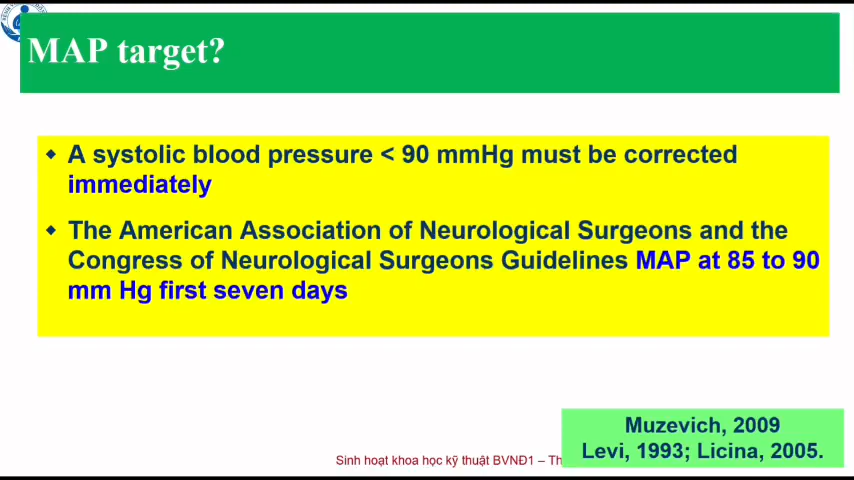 MAP target?
A systolic blood pressure < 90 mmHg must be corrected
immediately
The American Association of Neurological Surgeons and the
Congress of Neurological Surgeons Guidelines MAP at 85 to 90
mm Hg first seven days
Muzevich, 2009
Levi, 1993; Licina, 2005.
Sinh hoạt khoa học kỹ thuật BVNĐ1 – Th